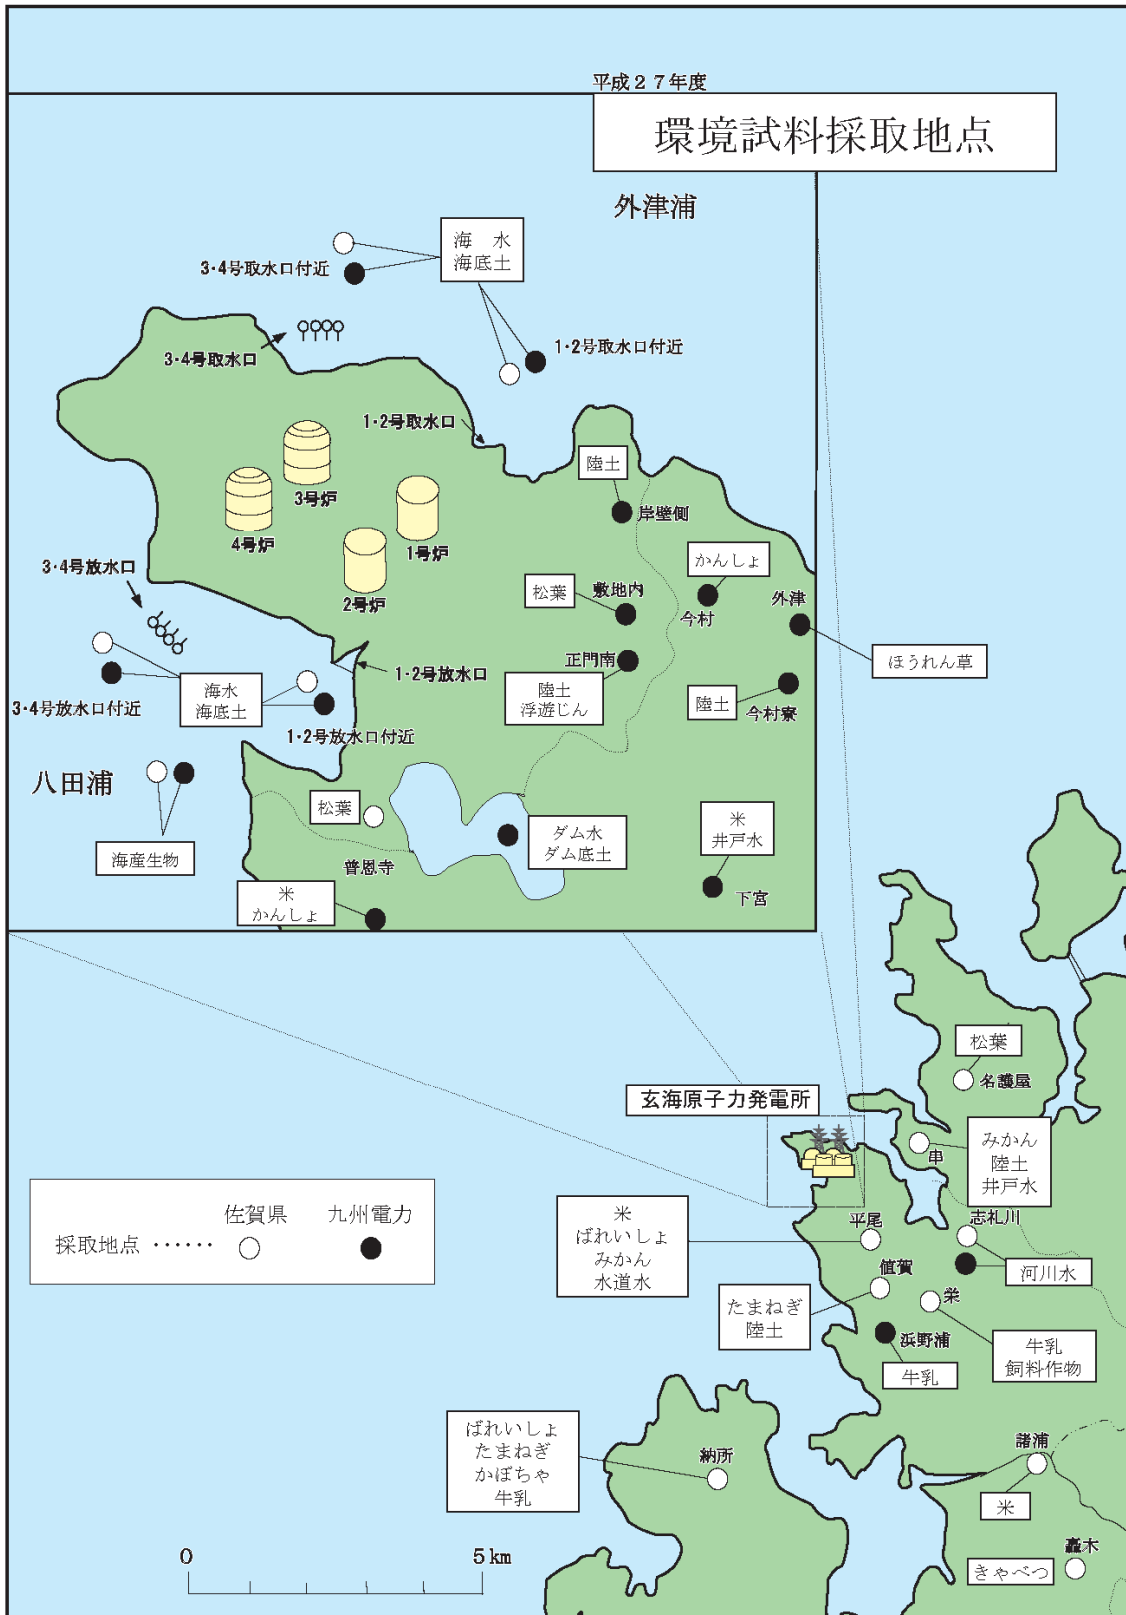 平成２７年度
環境試料採取地点
外津浦
海　水
海底土
3･4号取水口付近
1･2号取水口付近
3･4号取水口
1･2号取水口
陸土
岸壁側
3号炉
4号炉
1号炉
2号炉
かんしょ
今村
松葉
敷地内
外津
ほうれん草
3･4号放水口
正門南
陸土
浮遊じん
1･2号放水口
陸土
今村寮
海水
海底土
3･4号放水口付近
1･2号放水口付近
八田浦
海産生物
松葉
普恩寺
米
かんしょ
ダム水
ダム底土
米
井戸水
下宮
松葉
名護屋
玄海原子力発電所
串
みかん
陸土
井戸水
佐賀県
九州電力
採取地点 ‥‥‥
米
ばれいしょ
みかん
水道水
平尾
志礼川
河川水
値賀
たまねぎ
陸土
栄
牛乳
飼料作物
浜野浦
牛乳
ばれいしょ
たまねぎ
かぼちゃ
牛乳
納所
諸浦
米
轟木
きゃべつ
0
5km